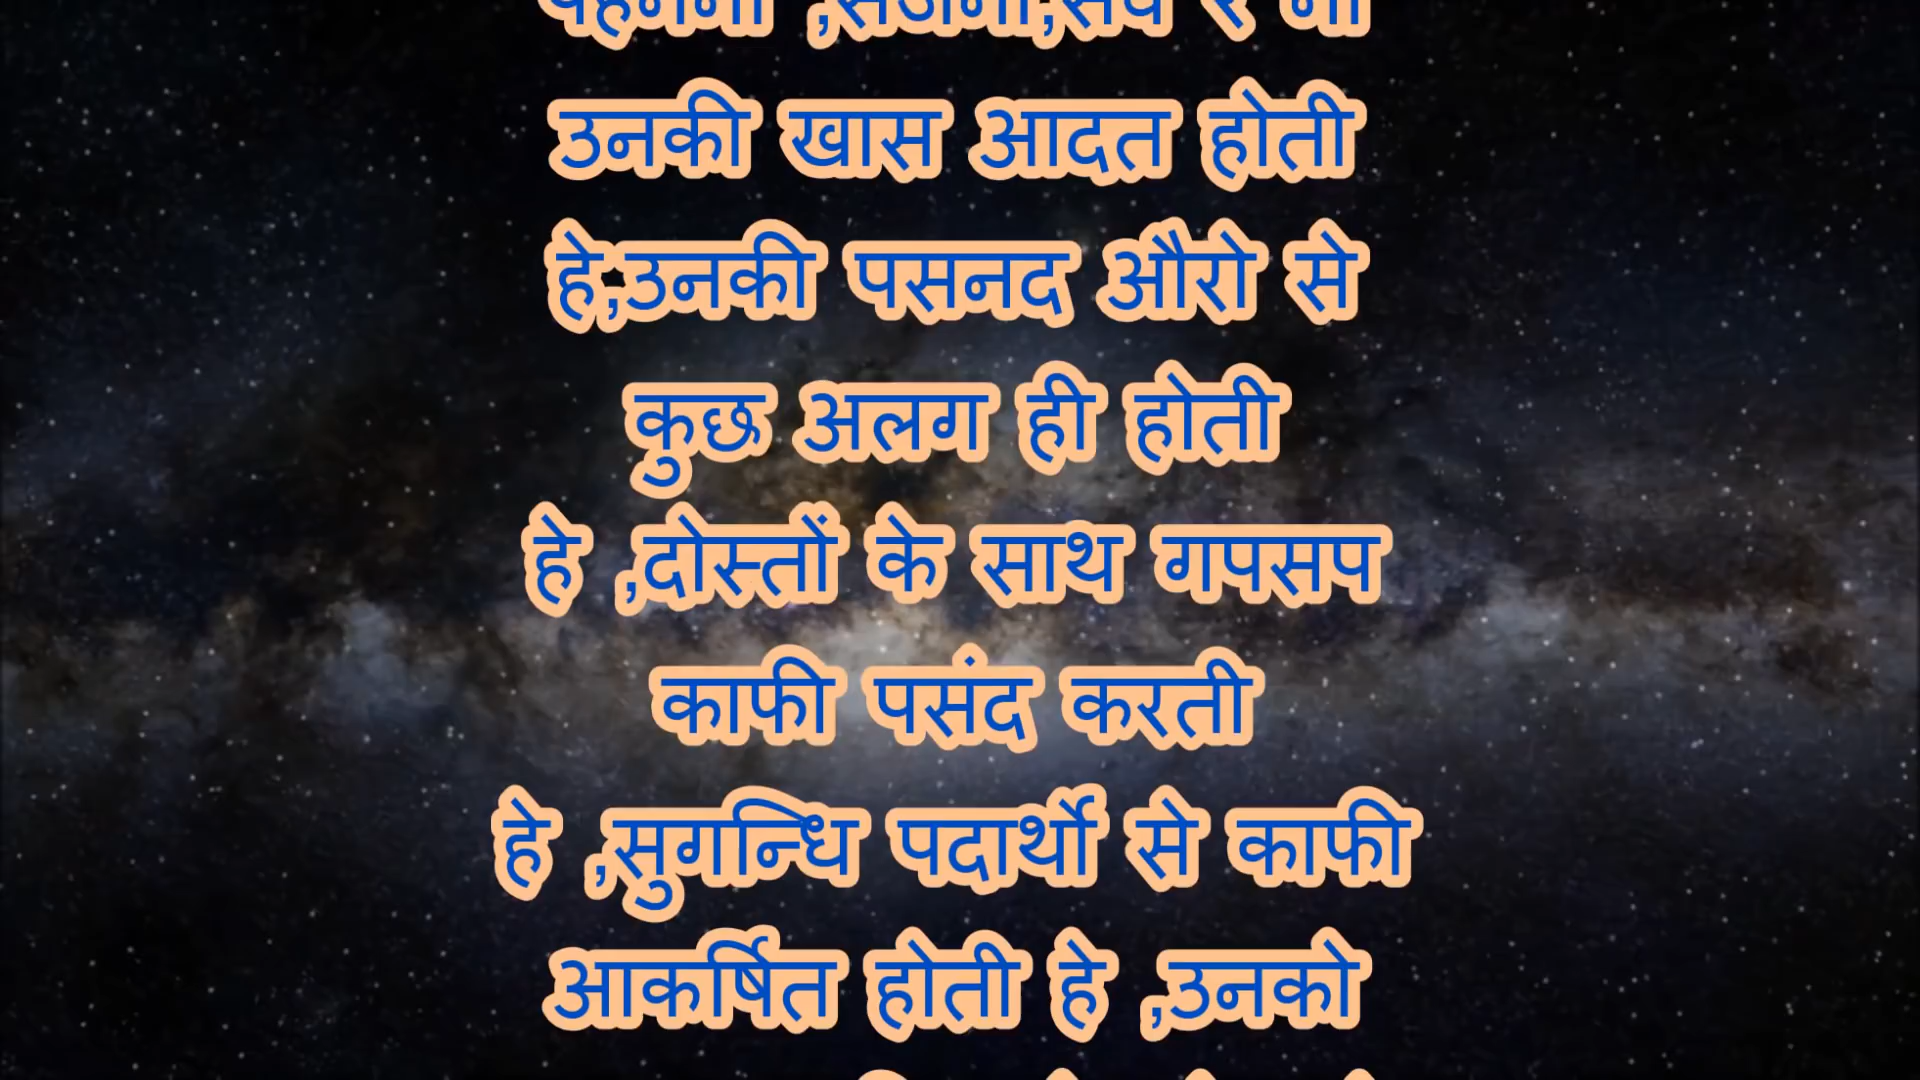 उनकी खास आदत होती
हे,उनकी पसनद औरो से
कुछ अलग ही होती
हे ,दोस्तों के साथ गपसप
काफी पसंद करती
हे ,सुगन्धि पदार्थो से काफी
आकर्षित होती हे ,उनको